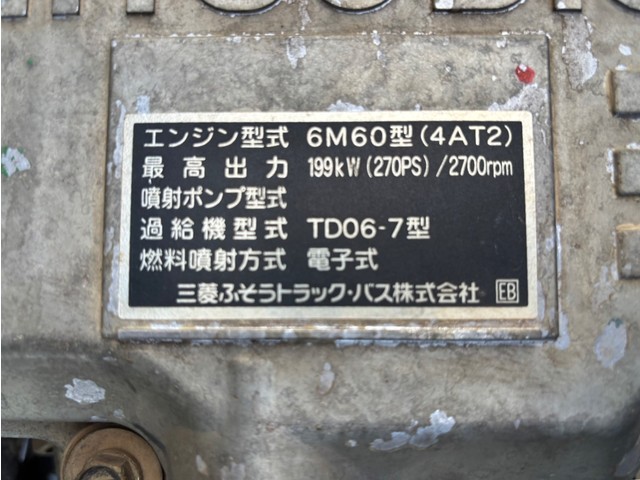 エンジン型式 6M60型(4AT2)
最高出力 199kW(270PS)/2700rpm
噴射ポンプ型式
過給機型式 TD06-7型
燃料噴射方式 電子式
三菱ふそうトラック・バス株式会社 EB